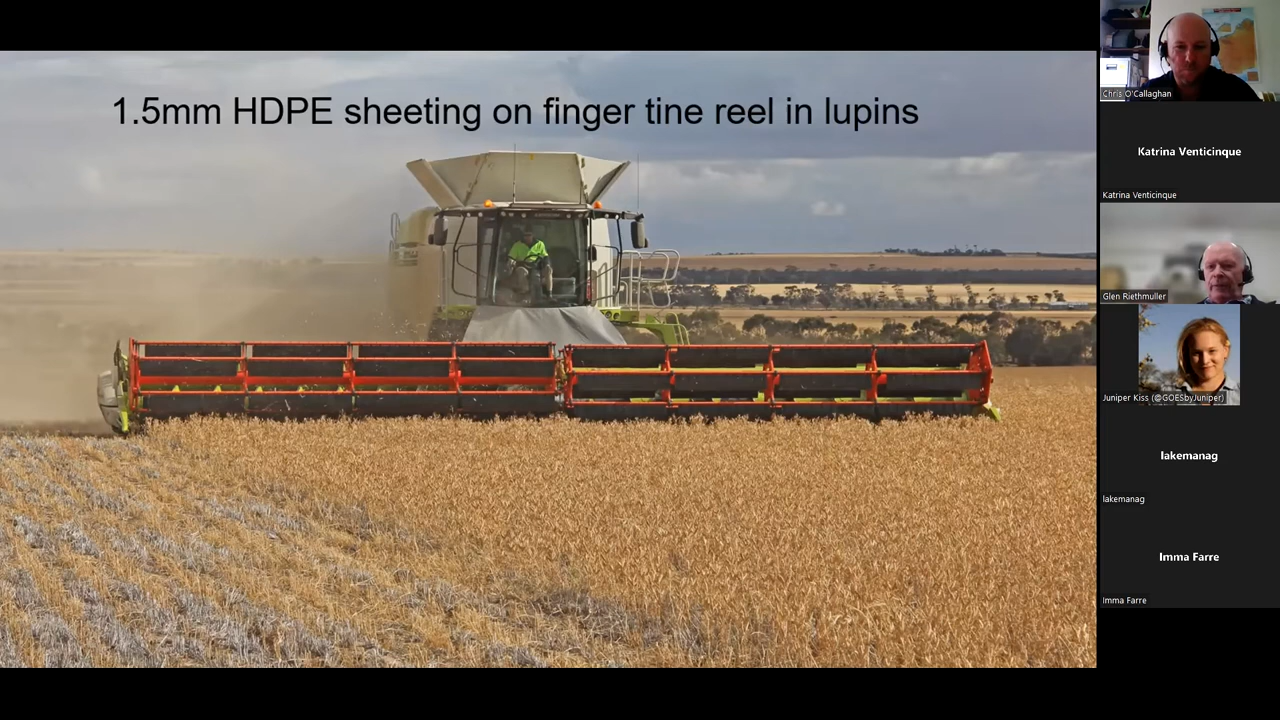 1.5mm HDPE sheeting on finger tine reel in lupins
Chris O'Callaghan
Katrina Venticinque
Katrina Venticinque
Glen Riethmuller
Juniper Kiss (@GOESbyJuniper)
lakemanag
lakemanag
Imma Farre
Imma Farre